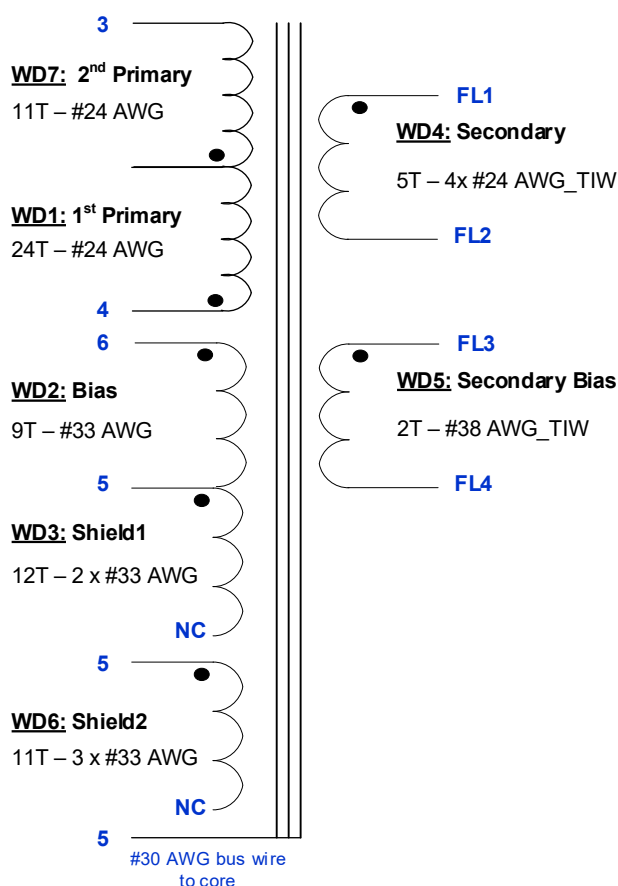 3
WD7: 2nd Primary
11T – #24 AWG
WD1: 1st Primary
24T – #24 AWG
4
6
WD2: Bias
9T – #33 AWG
5
WD3: Shield1
12T – 2 x #33 AWG
NC
5
WD6: Shield2
11T – 3 x #33 AWG
NC
5
#30 AWG bus wire
to core
FL1
WD4: Secondary
5T – 4x #24 AWG_TIW
FL2
FL3
WD5: Secondary Bias
2T – #38 AWG_TIW
FL4